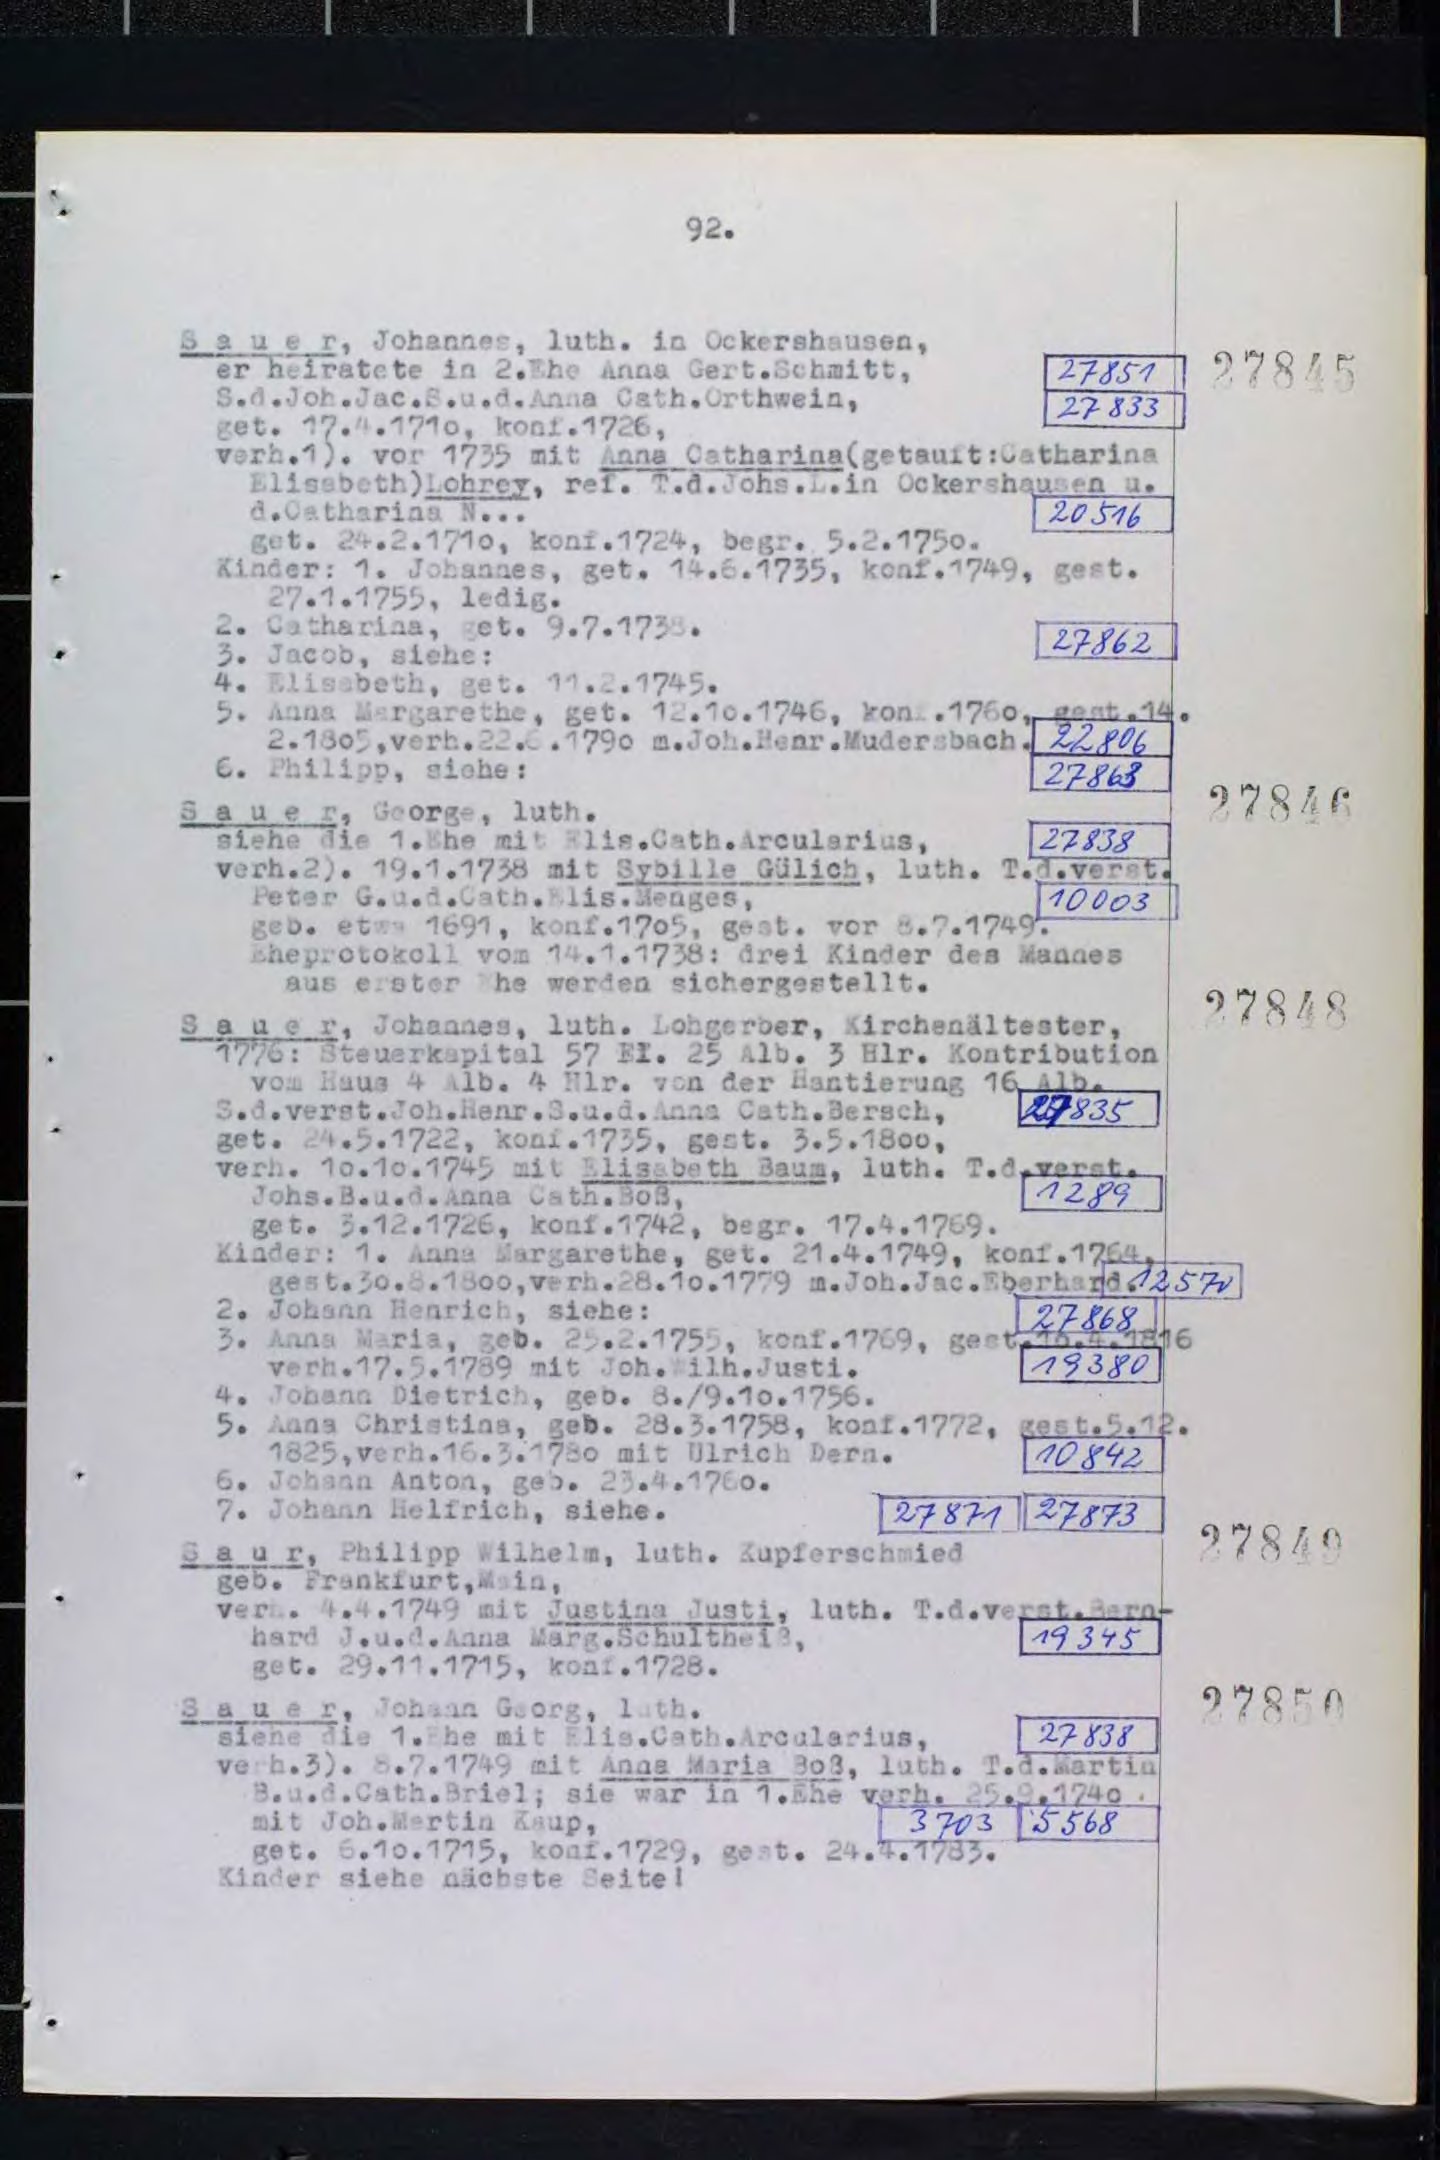 92.
S a u e r, Johannes, luth. in Ockershausen,
er heiratete in 2.Ehe Anna Gert.Schmitt, 27851 27845
S.d.Joh.Jac.S.u.d.Anna Cath.Orthwein, 27833
get. 17.4.1710, konf.1726,
verh.1). vor 1735 mit Anna Catharina(getauft:Catharina
Elisabeth)Lohrey, ref. T.d.Johs.L.in Ockershausen u.
d.Catharina N... 20516
get. 24.2.1710, konf.1724, begr. 5.2.1750.
Kinder: 1. Johannes, get. 14.6.1735, konf.1749, gest.
27.1.1755, ledig.
2. Catharina, get. 9.7.1738.
3. Jacob, siehe: 27862
4. Elisabeth, get. 11.2.1745.
5. Anna Margarethe, get. 12.10.1746, konf.1760, gest.14.
2.1805,verh.22.6.1790 m.Joh.Henr.Mudersbach. 22806
6. Philipp, siehe: 27863
S a u e r, George, luth. 27846
siehe die 1.Ehe mit Elis.Cath.Arcularius, 27838
verh.2). 19.1.1738 mit Sybille Gülich, luth. T.d.verst.
Peter G.u.d.Cath.Elis.Menges, 10003
geb. etwa 1691, konf.1705, gest. vor 8.7.1749.
Eheprotokoll vom 14.1.1738: drei Kinder des Mannes
aus erster Ehe werden sichergestellt.
S a u e r, Johannes, luth. Lohgerber, Kirchenältester, 27848
1776: Steuerkapital 57 Fl. 25 Alb. 3 Hlr. Kontribution
vom Haus 4 Alb. 4 Hlr. von der Hantierung 16 Alb.
S.d.verst.Joh.Henr.S.u.d.Anna Cath.Bersch, 27835
get. 24.5.1722, konf.1735, gest. 3.5.1800,
verh. 10.10.1745 mit Elisabeth Baum, luth. T.d.verst.
Johs.B.u.d.Anna Cath.Boß, 1289
get. 3.12.1726, konf.1742, begr. 17.4.1769.
Kinder: 1. Anna Margarethe, get. 21.4.1749, konf.1764,
gest.30.8.1800,verh.28.10.1779 m.Joh.Jac.Eberhard. 12570
2. Johann Henrich, siehe: 27868
3. Anna Maria, geb. 25.2.1755, konf.1769, gest.16.4.1816
verh.17.5.1789 mit Joh.Wilh.Justi. 19380
4. Johann Dietrich, geb. 8./9.10.1756.
5. Anna Christina, geb. 28.3.1758, konf.1772, gest.5.12.
1825,verh.16.3.1780 mit Ulrich Dern. 10842
6. Johann Anton, geb. 23.4.1760.
7. Johann Helfrich, siehe. 27871 27873
S a u r, Philipp Wilhelm, luth. Kupferschmied 27849
geb. Frankfurt,Main,
verh. 4.4.1749 mit Justina Justi, luth. T.d.verst.Bern-
hard J.u.d.Anna Marg.Schultheiß, 19345
get. 29.11.1715, konf.1728.
S a u e r, Johann Georg, luth. 27850
siehe die 1.Ehe mit Elis.Cath.Arcularius, 27838
verh.3). 8.7.1749 mit Anna Maria Boß, luth. T.d.Martin
B.u.d.Cath.Briel; sie war in 1.Ehe verh. 25.9.1740
mit Joh.Martin Kaup, 3703 5568
get. 6.10.1715, konf.1729, gest. 24.4.1783.
Kinder siehe nächste Seite!